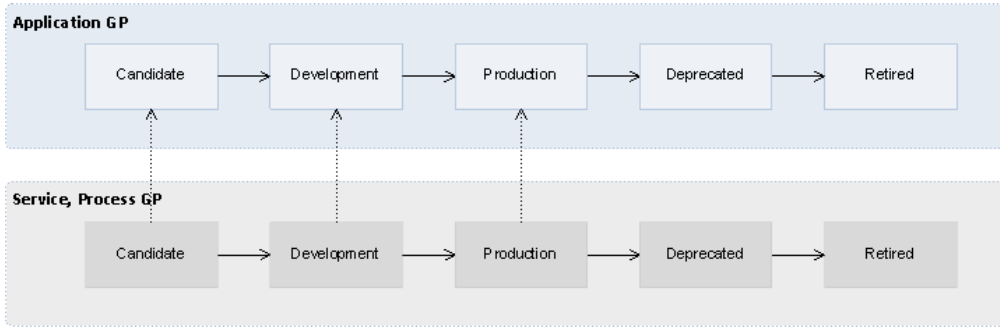 Application GP
Candidate
Development
Production
Deprecated
Retired
Service, Process GP
Candidate
Development
Production
Deprecated
Retired